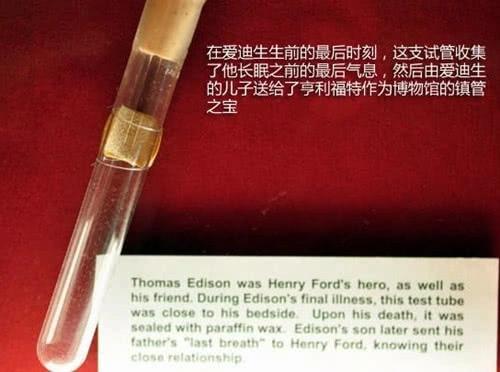 在爱迪生生前的最后时刻，这支试管收集
了他长眠之前的最后气息，然后由爱迪生
的儿子送给了亨利福特作为博物馆的镇管
之宝
Thomas Edison was Henry Ford's hero, as well as
his friend. During Edison's final illness, this test tube
was close to his bedside. Upon his death, it was
sealed with paraffin wax. Edison's son later sent his
father's "last breath" to Henry Ford, knowing their
close relationship.